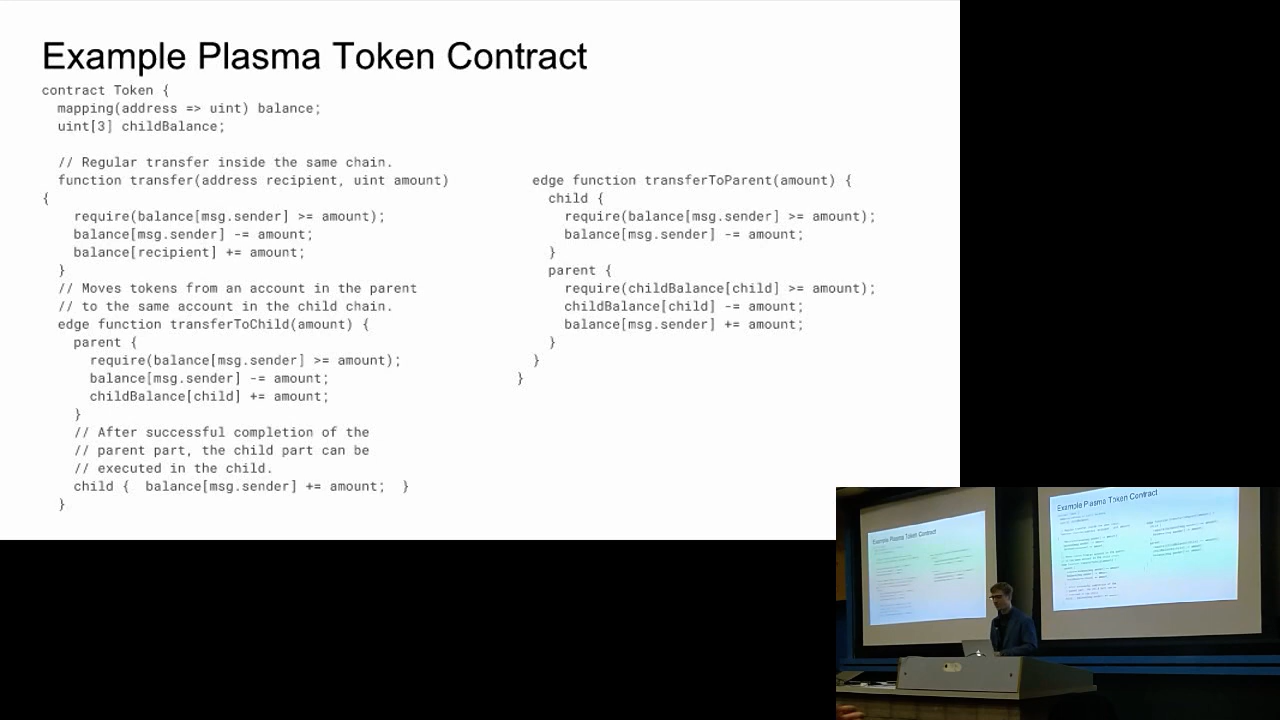 Example Plasma Token Contract
contract Token {
mapping(address => uint) balance;
uint[3] childBalance;
// Regular transfer inside the same chain.
function transfer(address recipient, uint amount)
{
require(balance[msg.sender] >= amount);
balance[msg.sender] -= amount;
balance[recipient] += amount;
}
// Moves tokens from an account in the parent
// to the same account in the child chain.
edge function transferToChild(amount) {
parent {
require(balance[msg.sender] >= amount);
balance[msg.sender] -= amount;
childBalance[child] += amount;
}
// After successful completion of the
// parent part, the child part can be
// executed in the child.
child {  balance[msg.sender] += amount;  }
}
edge function transferToParent(amount) {
child {
require(balance[msg.sender] >= amount);
balance[msg.sender] -= amount;
}
parent {
require(childBalance[child] >= amount);
childBalance[child] -= amount;
balance[msg.sender] += amount;
}
}
}
Example Plasma Token Contract
Example Plasma Token Contract